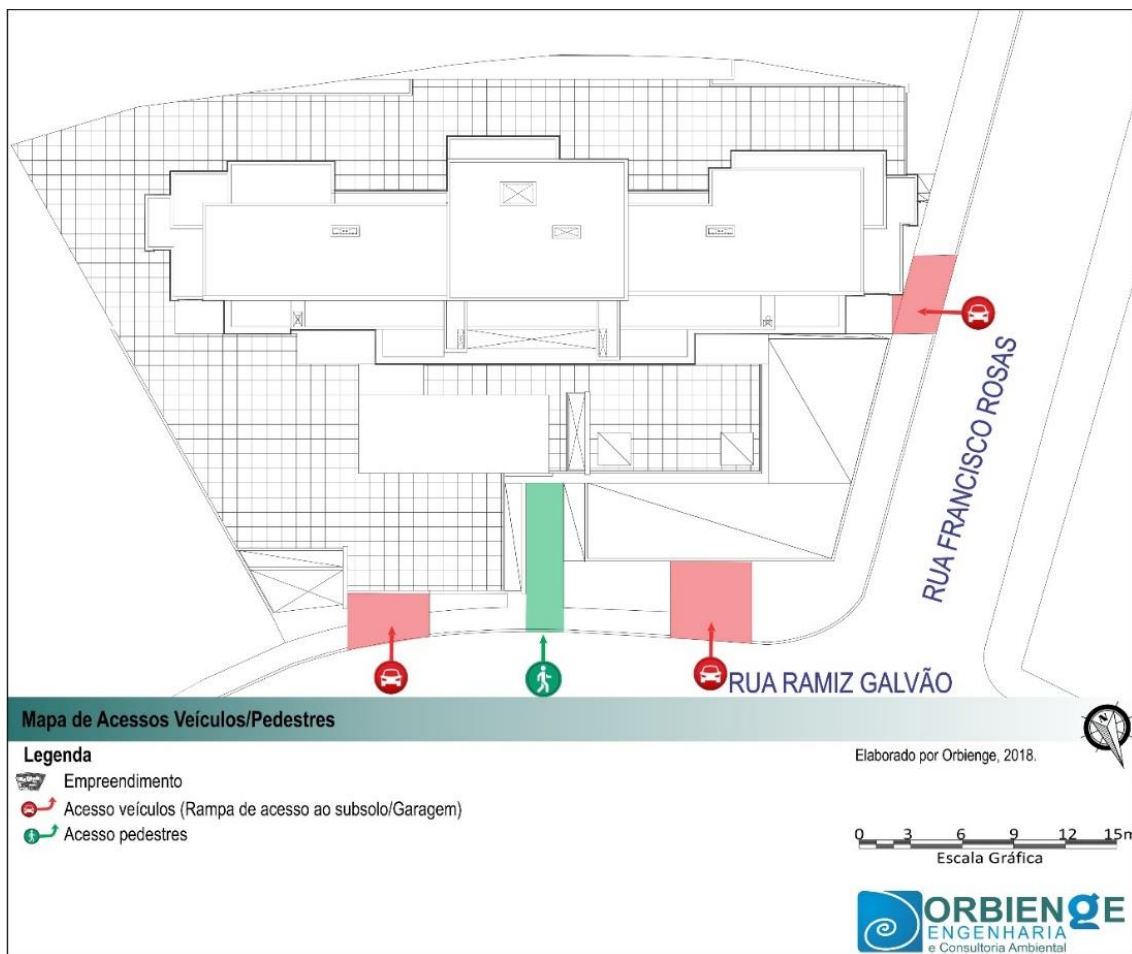 RUA FRANCISCO ROSAS
RUA RAMIZ GALVÃO
Mapa de Acessos Veículos/Pedestres
N
Legenda
Empreendimento
Acesso veículos (Rampa de acesso ao subsolo/Garagem)
Acesso pedestres
Elaborado por Orbienge, 2018.
0 3 6 9 12 15m
Escala Gráfica
ORBIENGE
ENGENHARIA
e Consultoria Ambiental